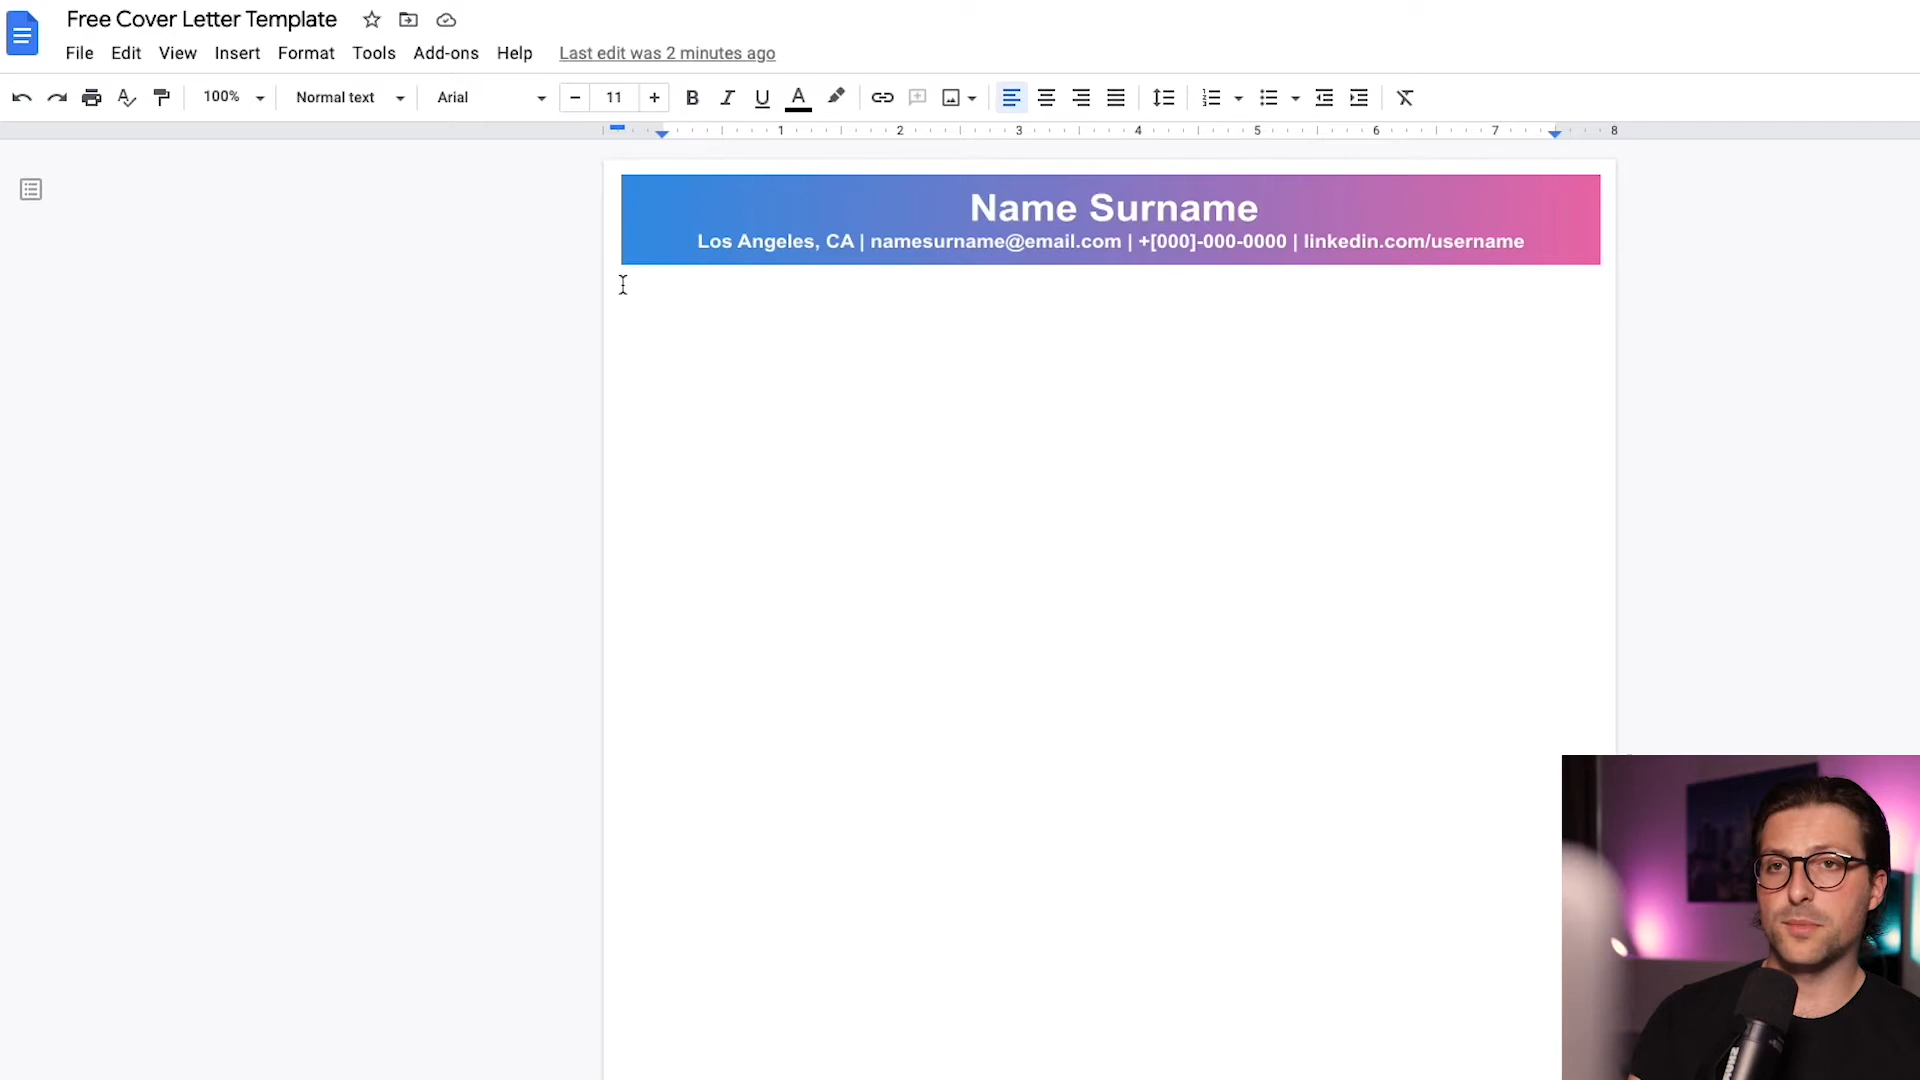 Free Cover Letter Template
File Edit View Insert Format Tools Add-ons Help Last edit was 2 minutes ago
100% Normal text Arial 11 B I U A
1 2 3 4 5 6 7 8
Name Surname
Los Angeles, CA | namesurname@email.com | +[000]-000-0000 | linkedin.com/username